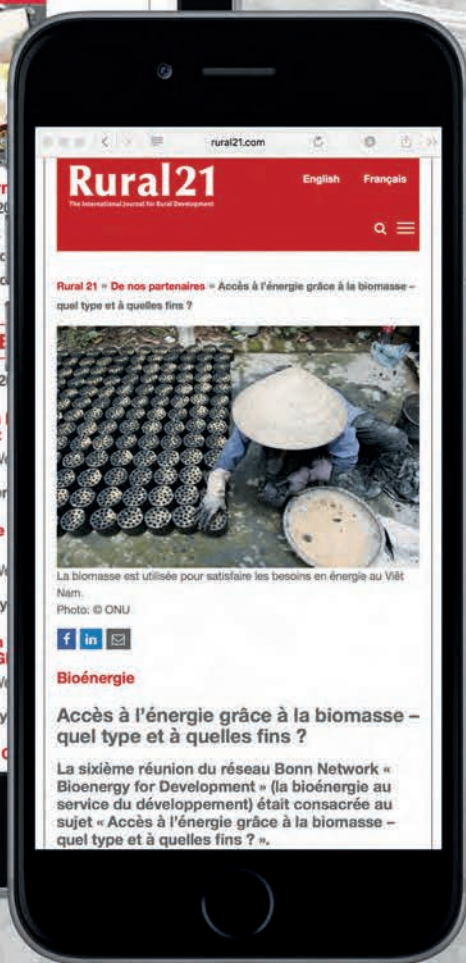 rural21.com
Rural21
The International Journal for Rural Development
English Français
Rural 21 » De nos partenaires » Accès à l'énergie grâce à la biomasse –
quel type et à quelles fins ?
La biomasse est utilisée pour satisfaire les besoins en énergie au Viêt
Nam.
Photo: © ONU
f in
Bioénergie
Accès à l'énergie grâce à la biomasse –
quel type et à quelles fins ?
La sixième réunion du réseau Bonn Network «
Bioenergy for Development » (la bioénergie au
service du développement) était consacrée au
sujet « Accès à l'énergie grâce à la biomasse –
quel type et à quelles fins ? ».